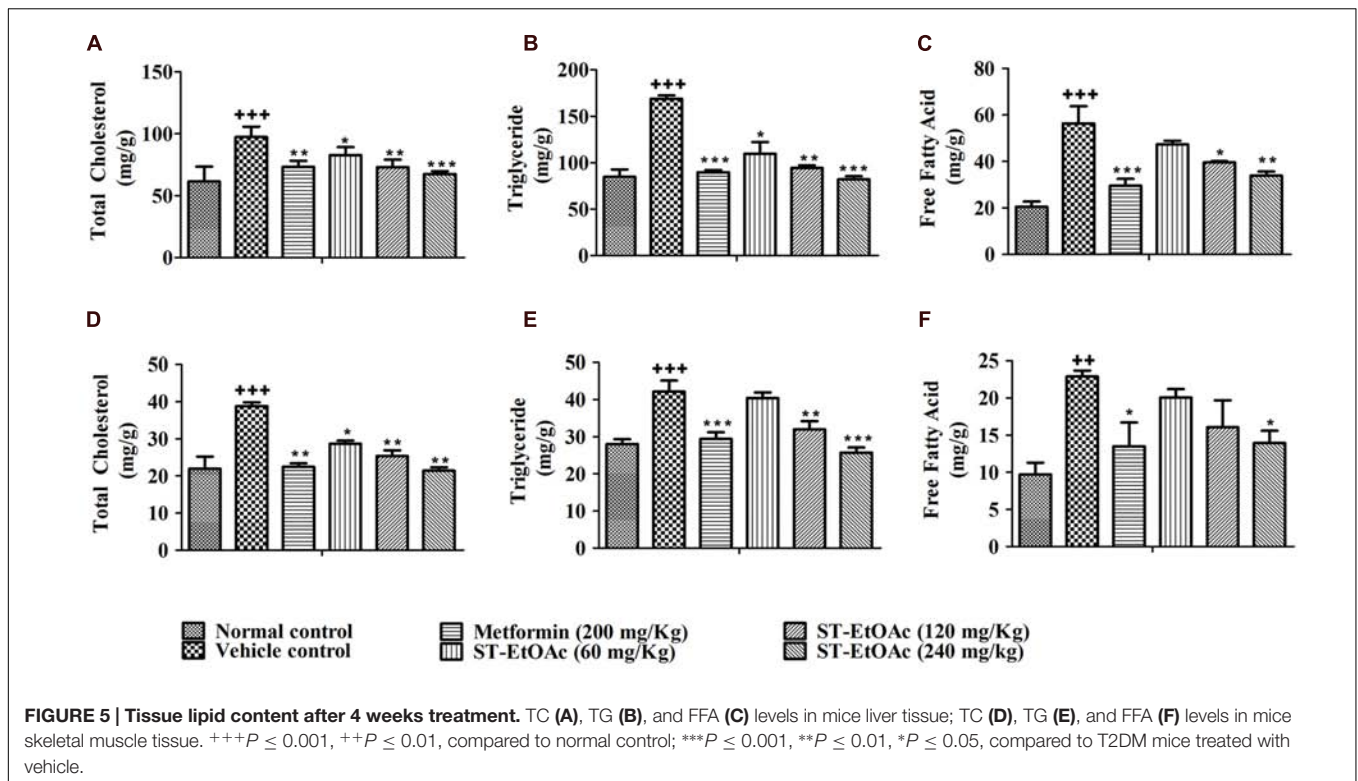 A
B
C
Total Cholesterol
(mg/g)
150
100
50
0
+++
**
*
**
***
Triglyceride
(mg/g)
200
150
100
50
0
+++
***
*
**
***
Free Fatty Acid
(mg/g)
80
60
40
20
0
+++
***
*
**
D
E
F
Total Cholesterol
(mg/g)
50
40
30
20
10
0
+++
**
*
**
**
Triglyceride
(mg/g)
50
40
30
20
10
0
+++
***
**
***
Free Fatty Acid
(mg/g)
25
20
15
10
5
0
++
*
*
Normal control
Vehicle control
Metformin (200 mg/Kg)
ST-EtOAc (60 mg/Kg)
ST-EtOAc (120 mg/Kg)
ST-EtOAc (240 mg/kg)
FIGURE 5 | Tissue lipid content after 4 weeks treatment. TC (A), TG (B), and FFA (C) levels in mice liver tissue; TC (D), TG (E), and FFA (F) levels in mice
skeletal muscle tissue. +++P ≤ 0.001, ++P ≤ 0.01, compared to normal control; ***P ≤ 0.001, **P ≤ 0.01, *P ≤ 0.05, compared to T2DM mice treated with
vehicle.